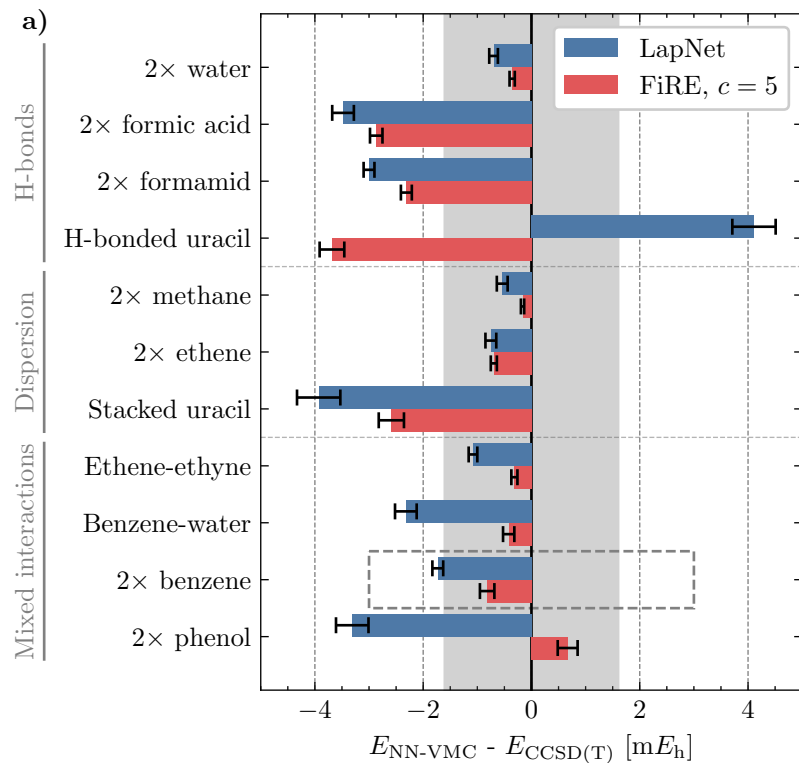 a)
LapNet
FiRE, c = 5
H-bonds
2× water
2× formic acid
2× formamid
H-bonded uracil
Dispersion
2× methane
2× ethene
Stacked uracil
Mixed interactions
Ethene-ethyne
Benzene-water
2× benzene
2× phenol
−4 −2 0 2 4
E_NN-VMC - E_CCSD(T) [mE_h]